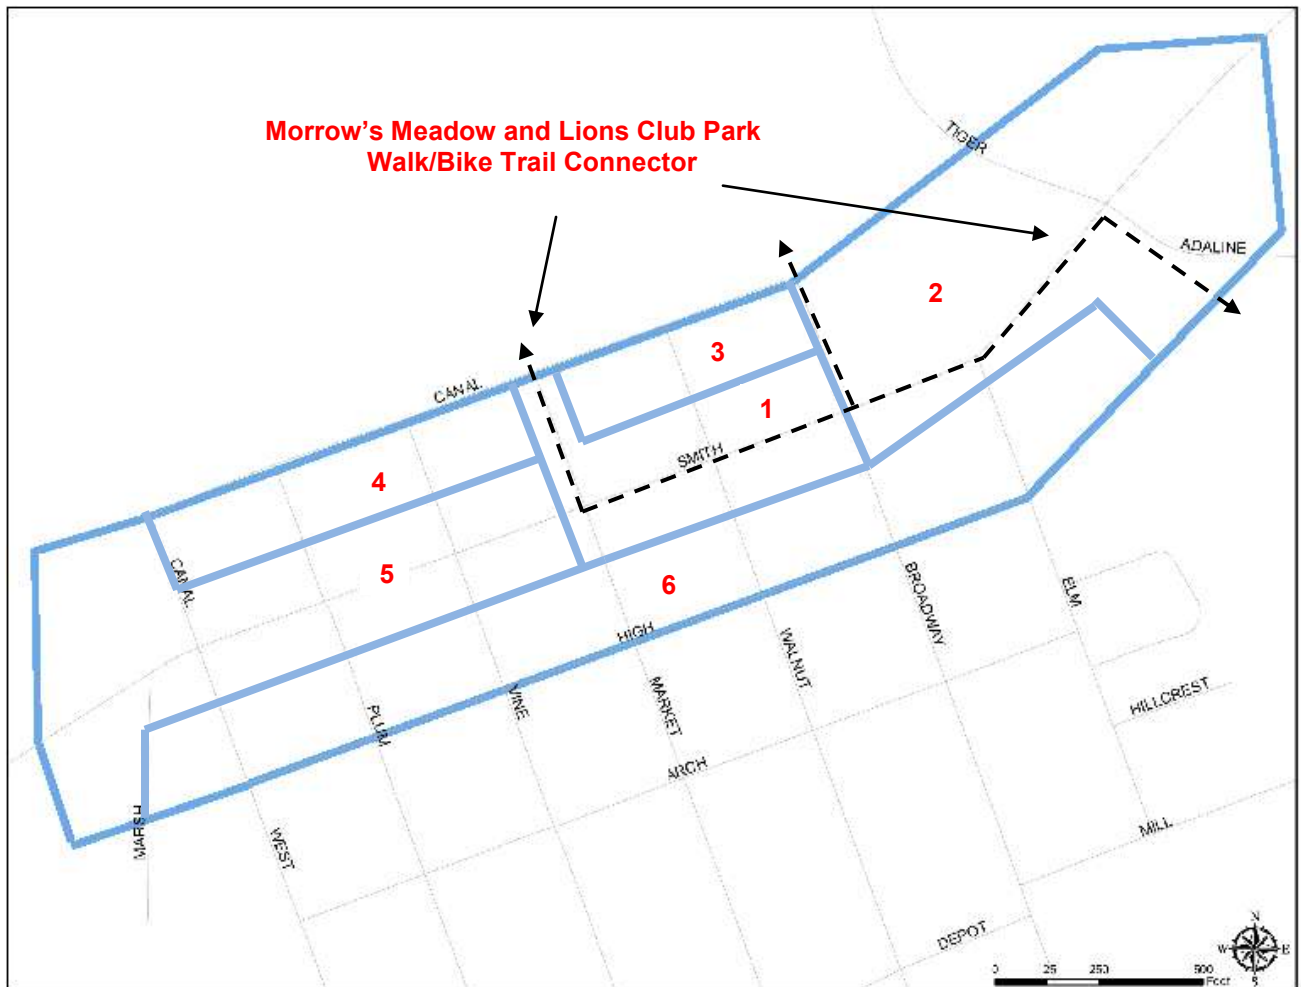 Morrow's Meadow and Lions Club Park
Walk/Bike Trail Connector
TIGER
ADALINE
2
3
CANAL
1
SMITH
4
5
CANAL
6
HIGH
BROADWAY
ELM
WALNUT
MARKET
VINE
PLUM
HILLCREST
ARCH
MARSH
WEST
MILL
DEPOT
N
W E
S
0 25 250 500
Feet